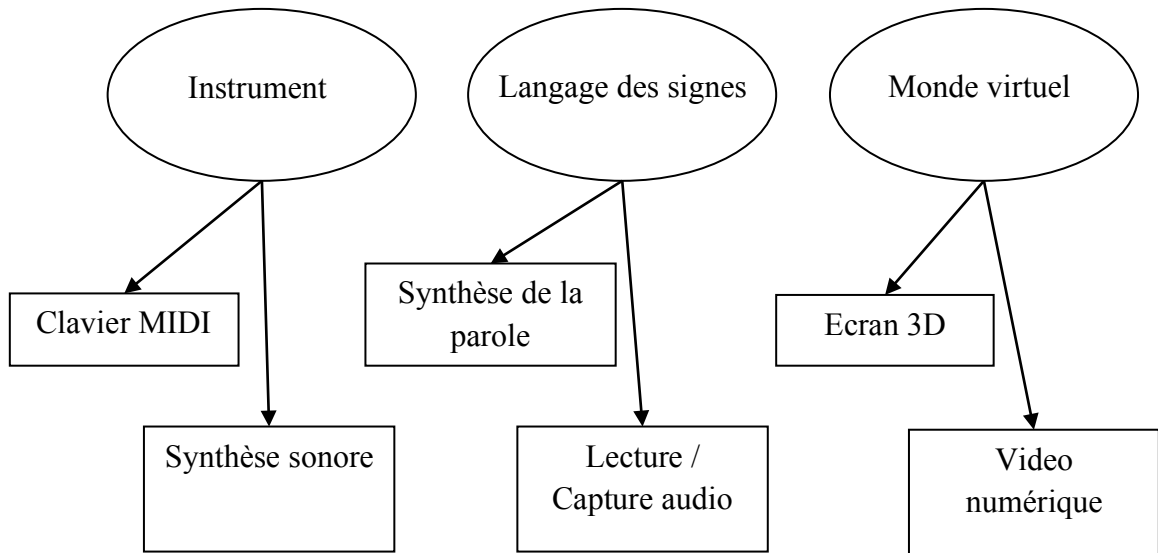 Instrument
Langage des signes
Monde virtuel
Clavier MIDI
Synthèse de la
parole
Ecran 3D
Synthèse sonore
Lecture /
Capture audio
Video
numérique